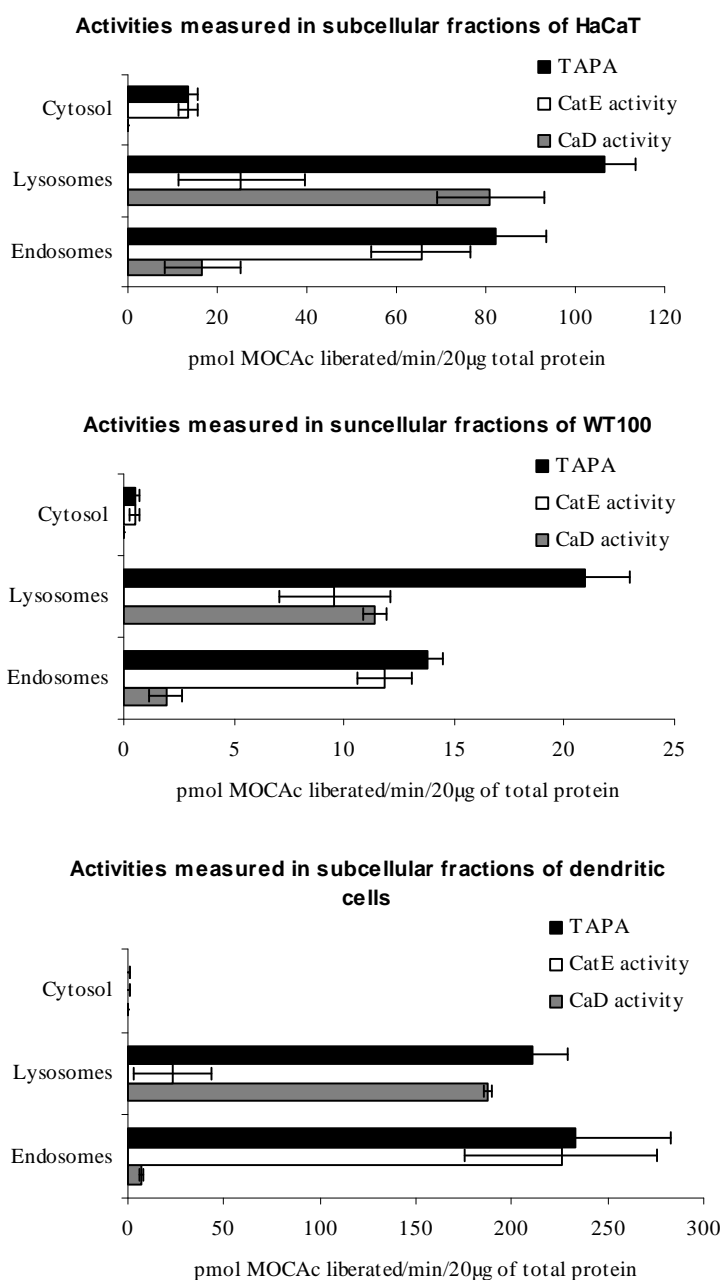 Activities measured in subcellular fractions of HaCaT
TAPA
CatE activity
CaD activity
Cytosol
Lysosomes
Endosomes
0 20 40 60 80 100 120
pmol MOCAc liberated/min/20µg total protein
Activities measured in suncellular fractions of WT100
TAPA
CatE activity
CaD activity
Cytosol
Lysosomes
Endosomes
0 5 10 15 20 25
pmol MOCAc liberated/min/20µg of total protein
Activities measured in subcellular fractions of dendritic
cells
TAPA
CatE activity
CaD activity
Cytosol
Lysosomes
Endosomes
0 50 100 150 200 250 300
pmol MOCAc liberated/min/20µg of total protein